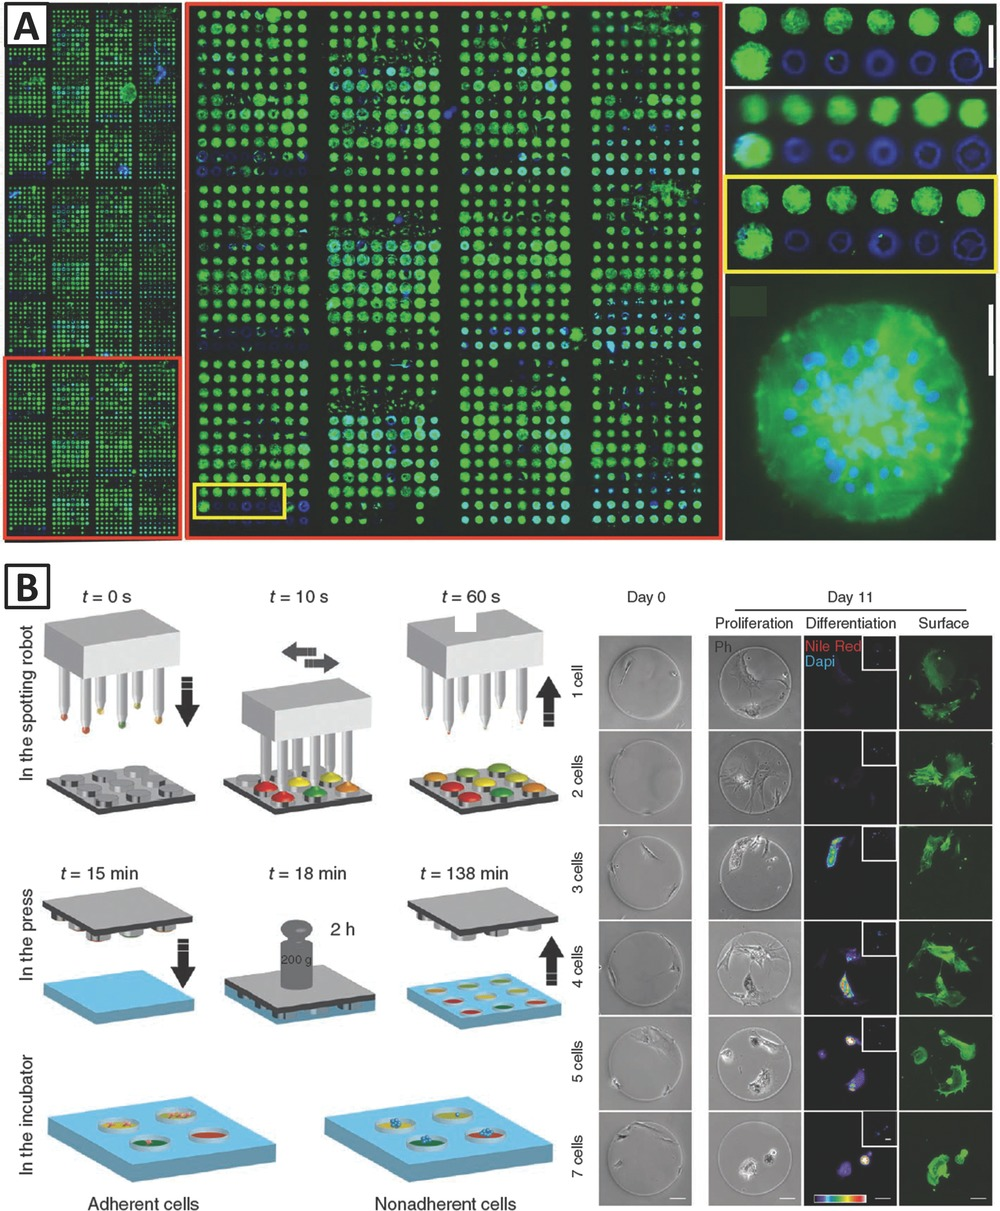 A
B
t = 0 s
t = 10 s
t = 60 s
In the spotting robot
t = 15 min
t = 18 min
t = 138 min
In the press
2 h
200 g
In the incubator
Adherent cells
Nonadherent cells
Day 0
Day 11
Proliferation
Differentiation
Surface
Ph
Nile Red
Dapi
1 cell
2 cells
3 cells
4 cells
5 cells
7 cells